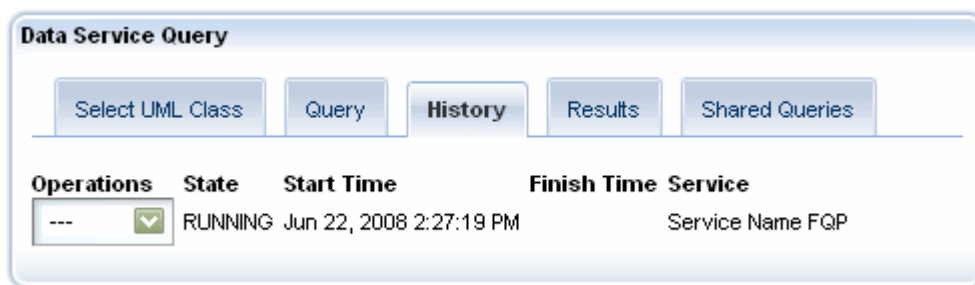 Data Service Query
Select UML Class Query History Results Shared Queries
Operations State Start Time Finish Time Service
--- RUNNING Jun 22, 2008 2:27:19 PM Service Name FQP